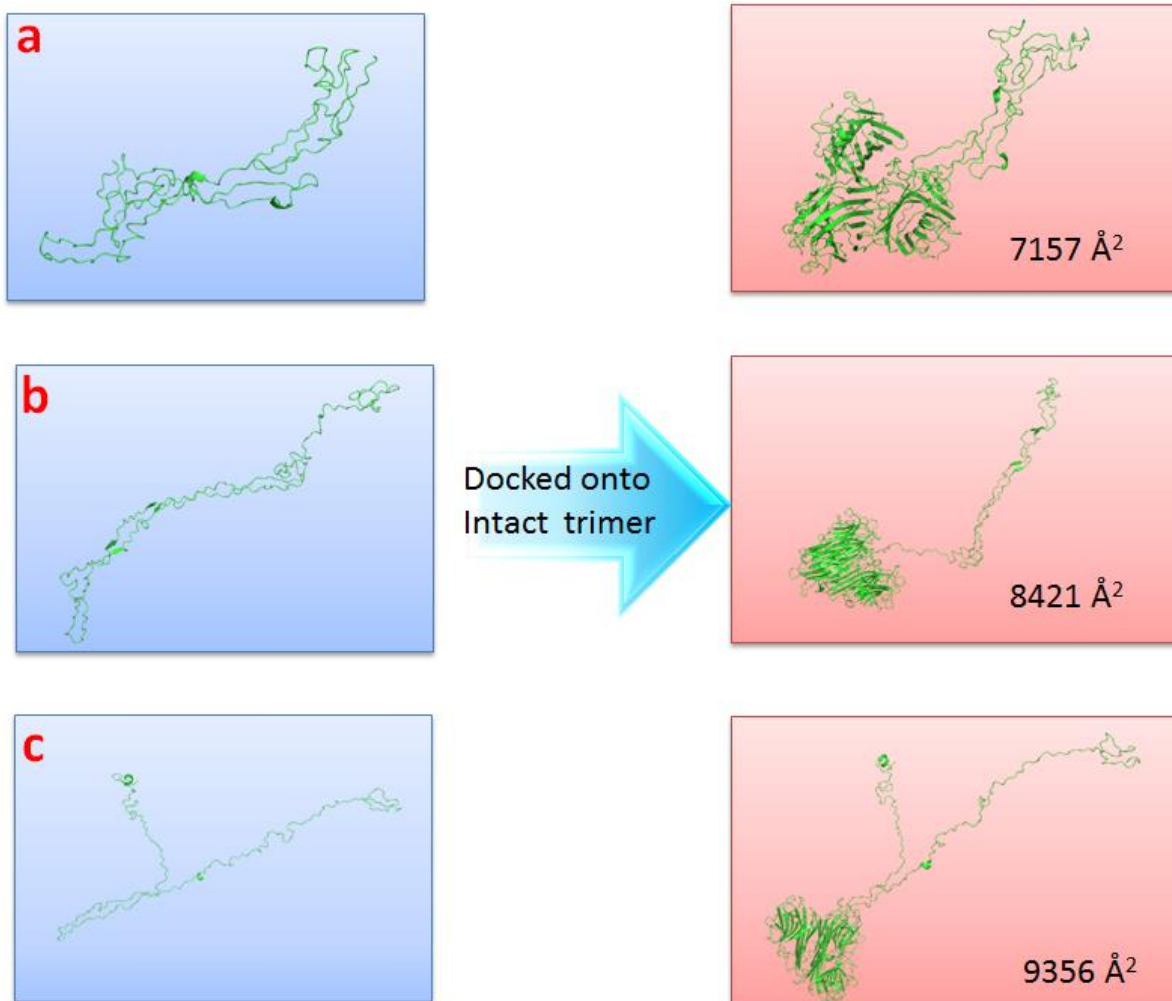 a
7157 Å²
b
Docked onto
Intact trimer
8421 Å²
c
9356 Å²